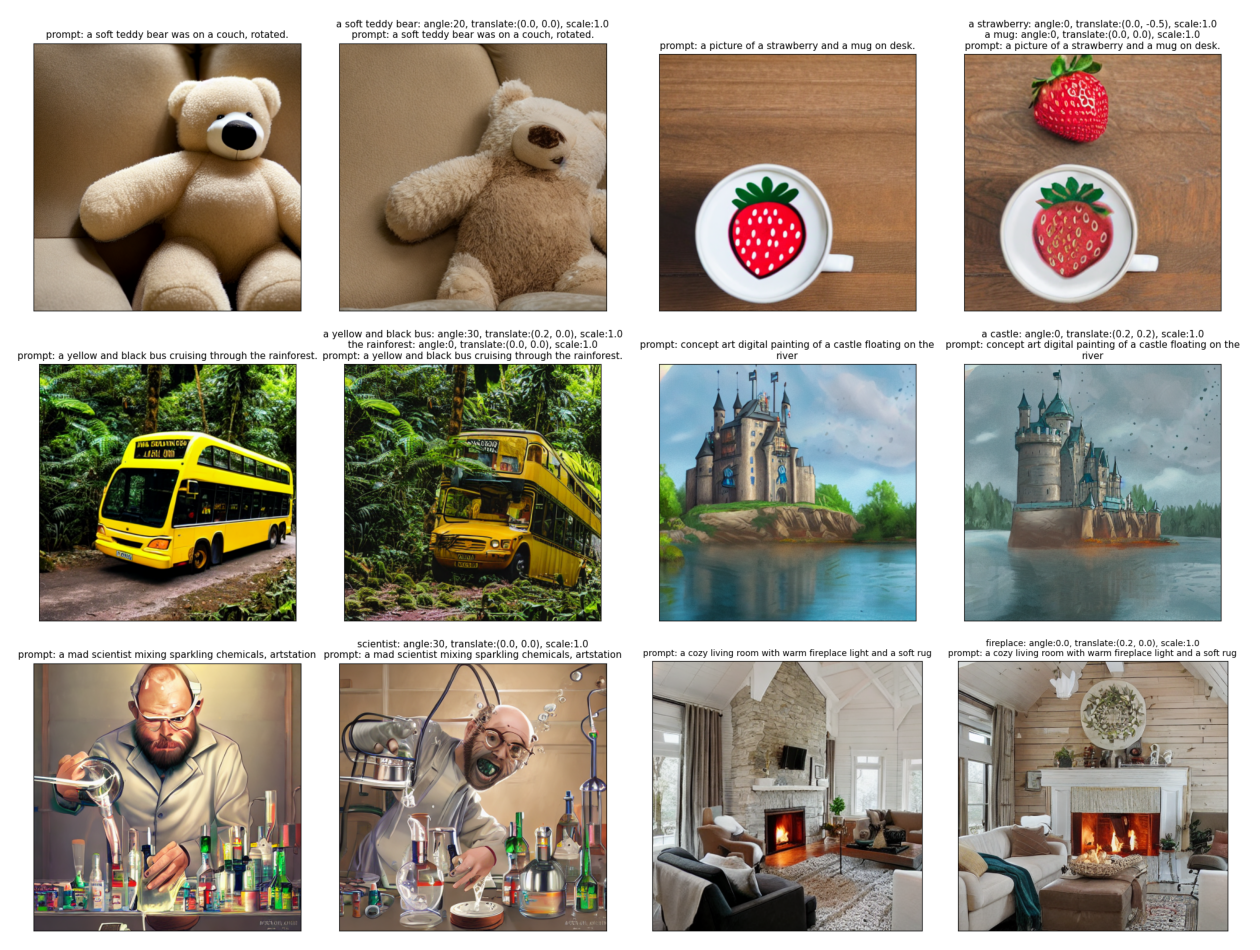 prompt: a soft teddy bear was on a couch, rotated.
a soft teddy bear: angle:20, translate:(0.0, 0.0), scale:1.0
prompt: a soft teddy bear was on a couch, rotated.
prompt: a picture of a strawberry and a mug on desk.
a strawberry: angle:0, translate:(0.0, -0.5), scale:1.0
a mug: angle:0, translate:(0.0, 0.0), scale:1.0
prompt: a picture of a strawberry and a mug on desk.
prompt: a yellow and black bus cruising through the rainforest.
a yellow and black bus: angle:30, translate:(0.2, 0.0), scale:1.0
the rainforest: angle:0, translate:(0.0, 0.0), scale:1.0
prompt: a yellow and black bus cruising through the rainforest.
prompt: concept art digital painting of a castle floating on the
river
a castle: angle:0, translate:(0.2, 0.2), scale:1.0
prompt: concept art digital painting of a castle floating on the
river
prompt: a mad scientist mixing sparkling chemicals, artstation
scientist: angle:30, translate:(0.0, 0.0), scale:1.0
prompt: a mad scientist mixing sparkling chemicals, artstation
prompt: a cozy living room with warm fireplace light and a soft rug
fireplace: angle:0.0, translate:(0.2, 0.0), scale:1.0
prompt: a cozy living room with warm fireplace light and a soft rug